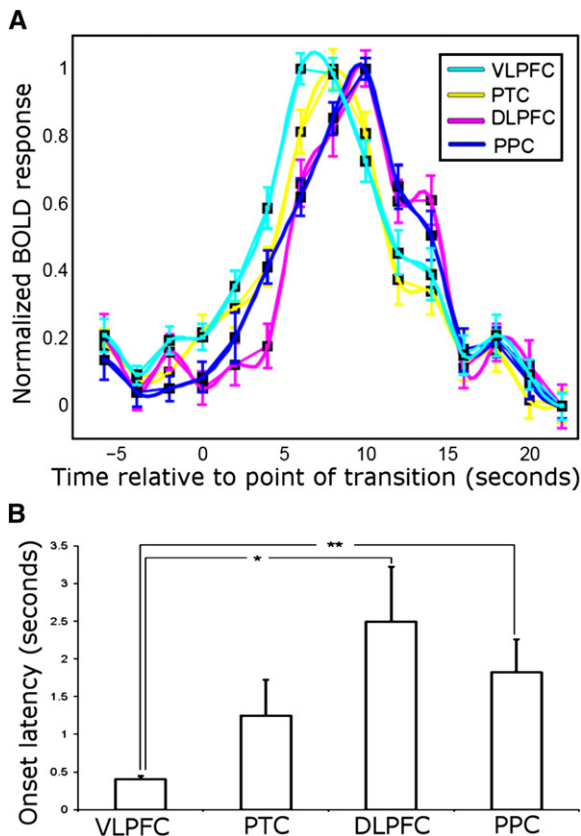 A
Normalized BOLD response
1
0.8
0.6
0.4
0.2
0
VLPFC
PTC
DLPFC
PPC
−5 0 5 10 15 20
Time relative to point of transition (seconds)
B
Onset latency (seconds)
3.5
3
2.5
2
1.5
1
0.5
0
**
*
VLPFC PTC DLPFC PPC